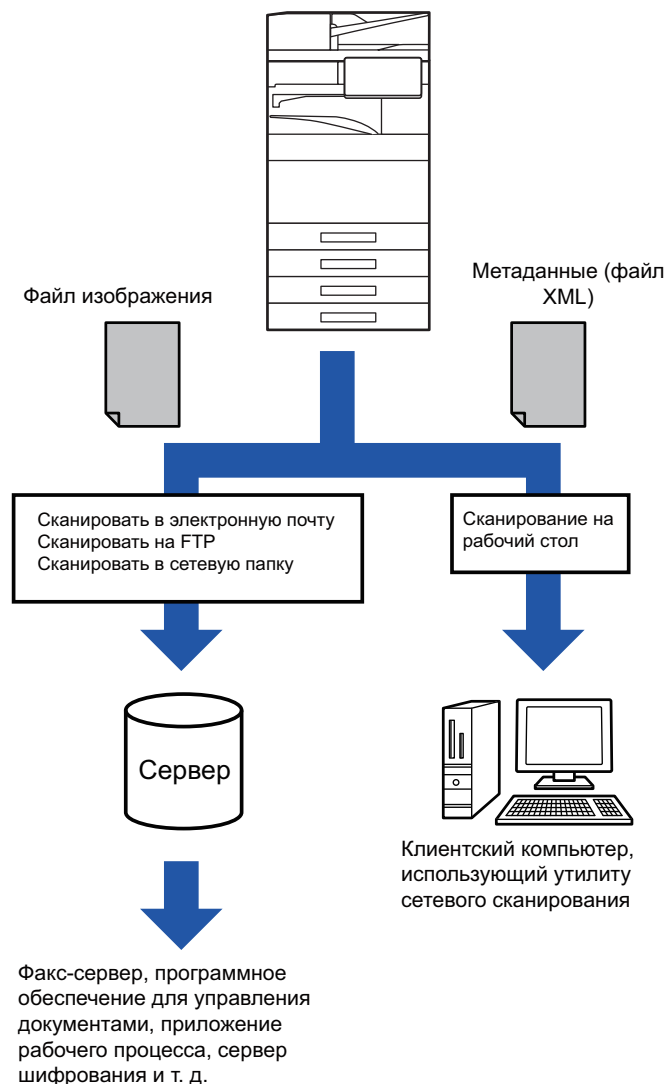 Файл изображения
Метаданные (файл
XML)
Сканировать в электронную почту
Сканировать на FTP
Сканировать в сетевую папку
Сканирование на
рабочий стол
Сервер
Клиентский компьютер,
использующий утилиту
сетевого сканирования
Факс-сервер, программное
обеспечение для управления
документами, приложение
рабочего процесса, сервер
шифрования и т. д.